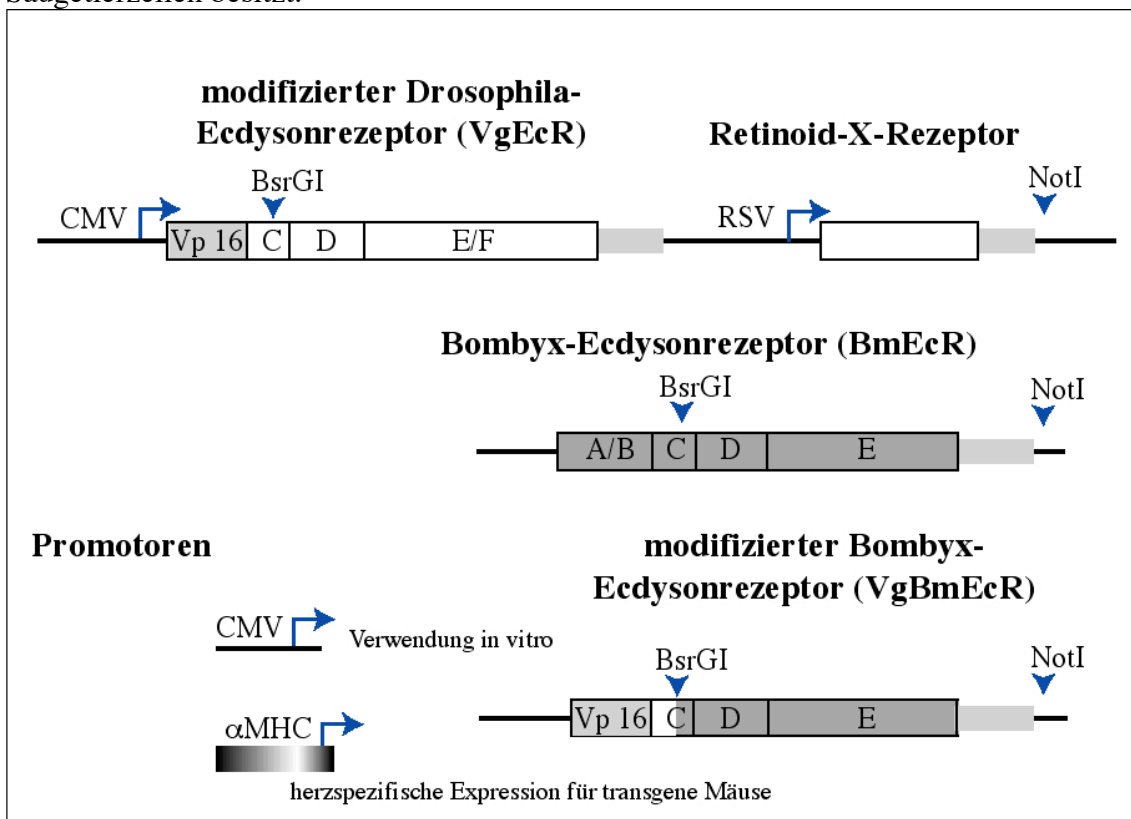 modifizierter Drosophila-
Ecdysonrezeptor (VgEcR)
Retinoid-X-Rezeptor
BsrGI
NotI
CMV
RSV
Vp 16 C D E/F
Bombyx-Ecdysonrezeptor (BmEcR)
BsrGI
NotI
A/B C D E
Promotoren
modifizierter Bombyx-
Ecdysonrezeptor (VgBmEcR)
CMV
Verwendung in vitro
BsrGI
NotI
Vp 16 C D E
αMHC
herzspezifische Expression für transgene Mäuse